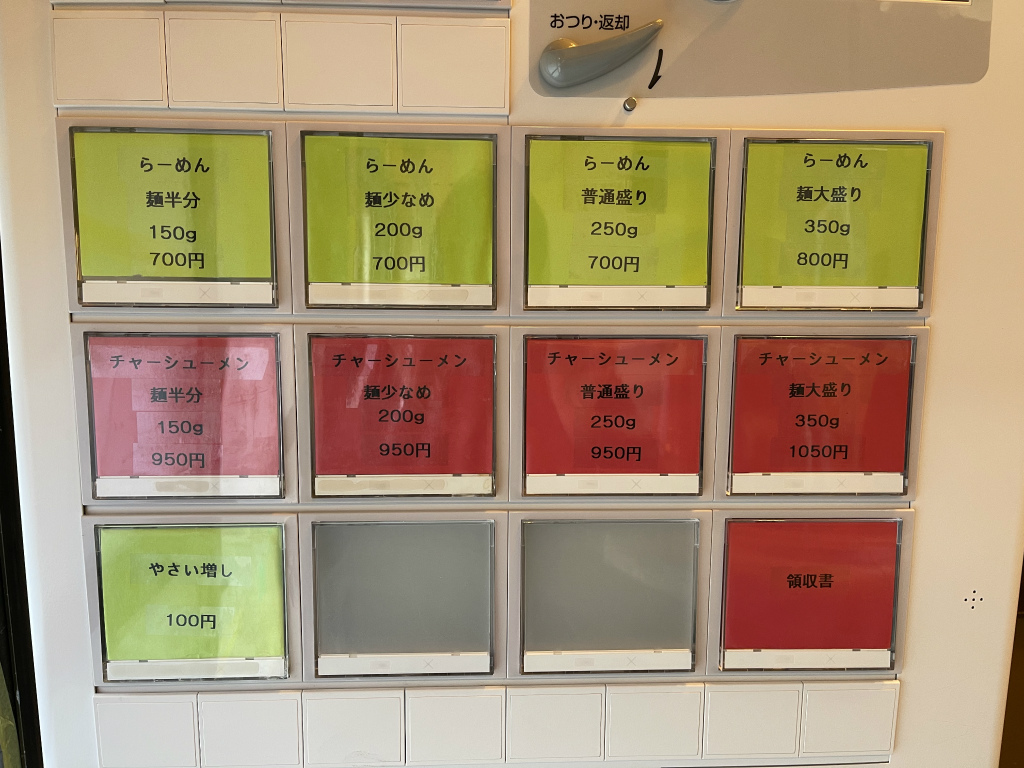 おつり・返却
らーめん
麺半分
150g
700円
らーめん
麺少なめ
200g
700円
らーめん
普通盛り
250g
700円
らーめん
麺大盛り
350g
800円
チャーシューメン
麺半分
150g
950円
チャーシューメン
麺少なめ
200g
950円
チャーシューメン
普通盛り
250g
950円
チャーシューメン
麺大盛り
350g
1050円
やさい増し
100円
領収書